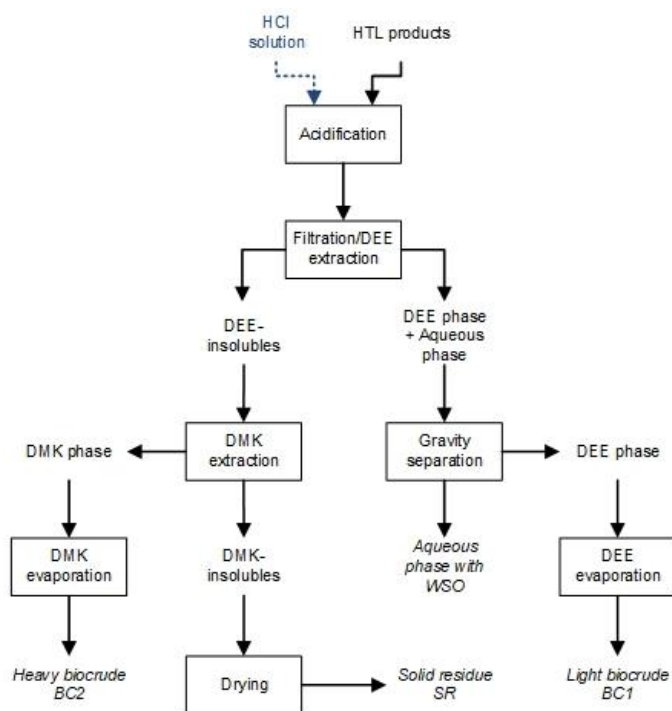 HCl
solution
HTL products
Acidification
Filtration/DEE
extraction
DEE-
insolubles
DEE phase
+ Aqueous
phase
DMK phase
DMK
extraction
Gravity
separation
DEE phase
DMK
evaporation
DMK-
insolubles
Aqueous
phase with
WSO
DEE
evaporation
Heavy biocrude
BC2
Drying
Solid residue
SR
Light biocrude
BC1